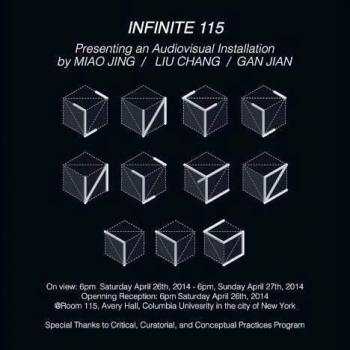 INFINITE 115
Presenting an Audiovisual Installation
by MIAO JING / LIU CHANG / GAN JIAN
On view: 6pm Saturday April 26th, 2014 - 6pm, Sunday April 27th, 2014
Openning Reception: 6pm Saturday April 26th, 2014
@Room 115, Avery Hall, Columbia Univesrity in the city of New York
Special Thanks to Critical, Curatorial, and Conceptual Practices Program